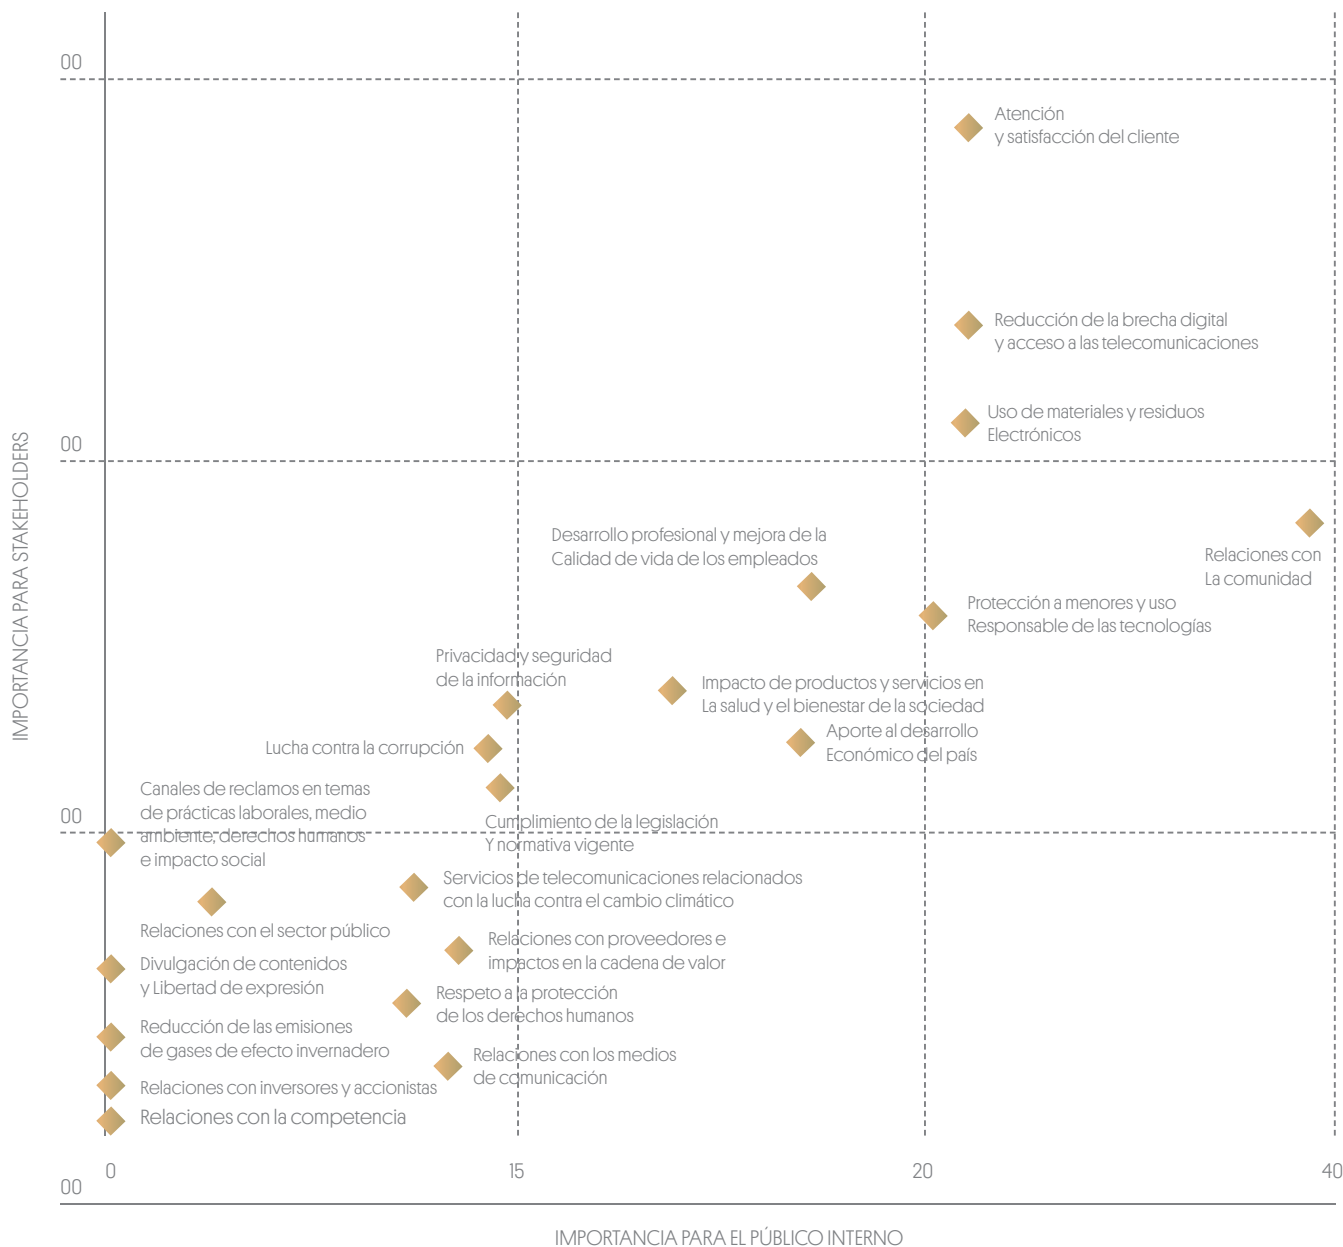 00
Atención
y satisfacción del cliente
Reducción de la brecha digital
y acceso a las telecomunicaciones
Uso de materiales y residuos
Electrónicos
00
IMPORTANCIA PARA STAKEHOLDERS
Desarrollo profesional y mejora de la
Calidad de vida de los empleados
Relaciones con
La comunidad
Protección a menores y uso
Responsable de las tecnologías
Privacidad y seguridad
de la información
Impacto de productos y servicios en
La salud y el bienestar de la sociedad
Aporte al desarrollo
Económico del país
Lucha contra la corrupción
Canales de reclamos en temas
de prácticas laborales, medio
ambiente, derechos humanos
e impacto social
00
Cumplimiento de la legislación
Y normativa vigente
Servicios de telecomunicaciones relacionados
con la lucha contra el cambio climático
Relaciones con el sector público
Relaciones con proveedores e
impactos en la cadena de valor
Divulgación de contenidos
y Libertad de expresión
Respeto a la protección
de los derechos humanos
Reducción de las emisiones
de gases de efecto invernadero
Relaciones con los medios
de comunicación
Relaciones con inversores y accionistas
Relaciones con la competencia
0 15 20 40
00
IMPORTANCIA PARA EL PÚBLICO INTERNO